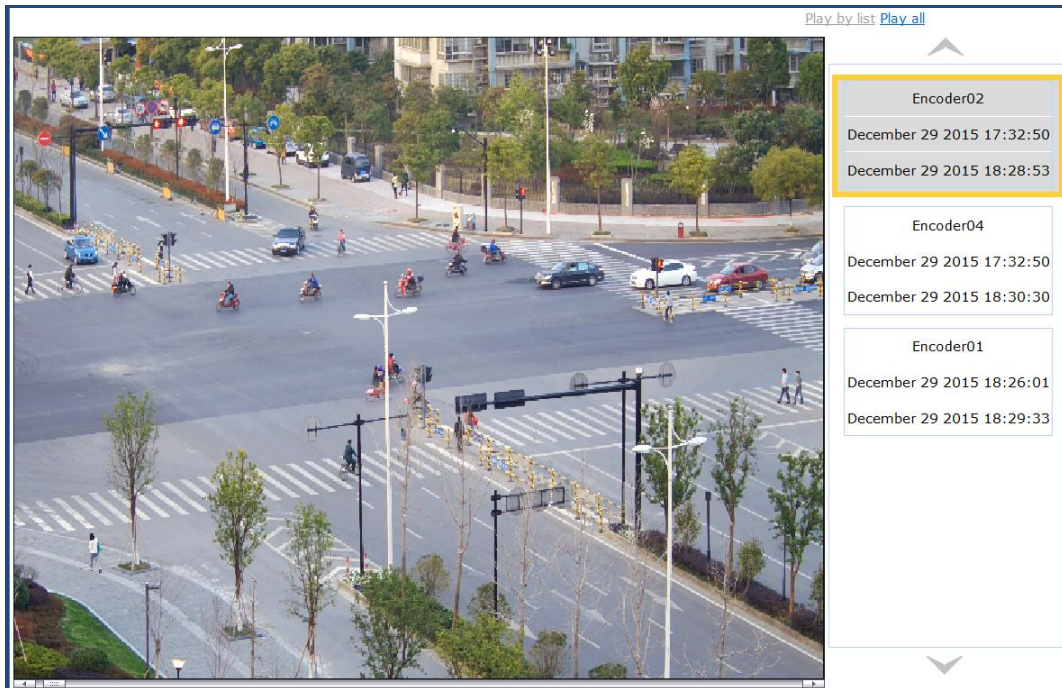 Play by list Play all
Encoder02
December 29 2015 17:32:50
December 29 2015 18:28:53
Encoder04
December 29 2015 17:32:50
December 29 2015 18:30:30
Encoder01
December 29 2015 18:26:01
December 29 2015 18:29:33